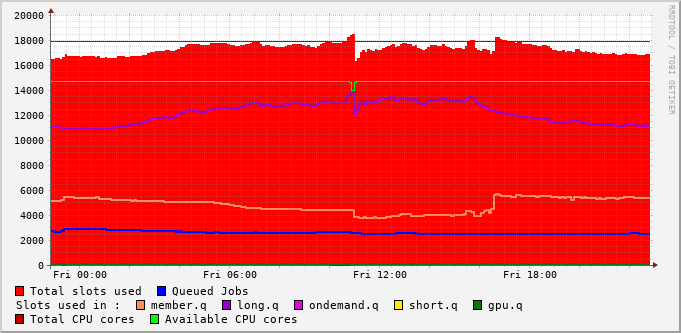 20000
18000
16000
14000
12000
10000
8000
6000
4000
2000
0
Fri 00:00 Fri 06:00 Fri 12:00 Fri 18:00
RRDTOOL / TOBI OETIKER
Total slots used Queued Jobs
Slots used in : member.q long.q ondemand.q short.q gpu.q
Total CPU cores Available CPU cores